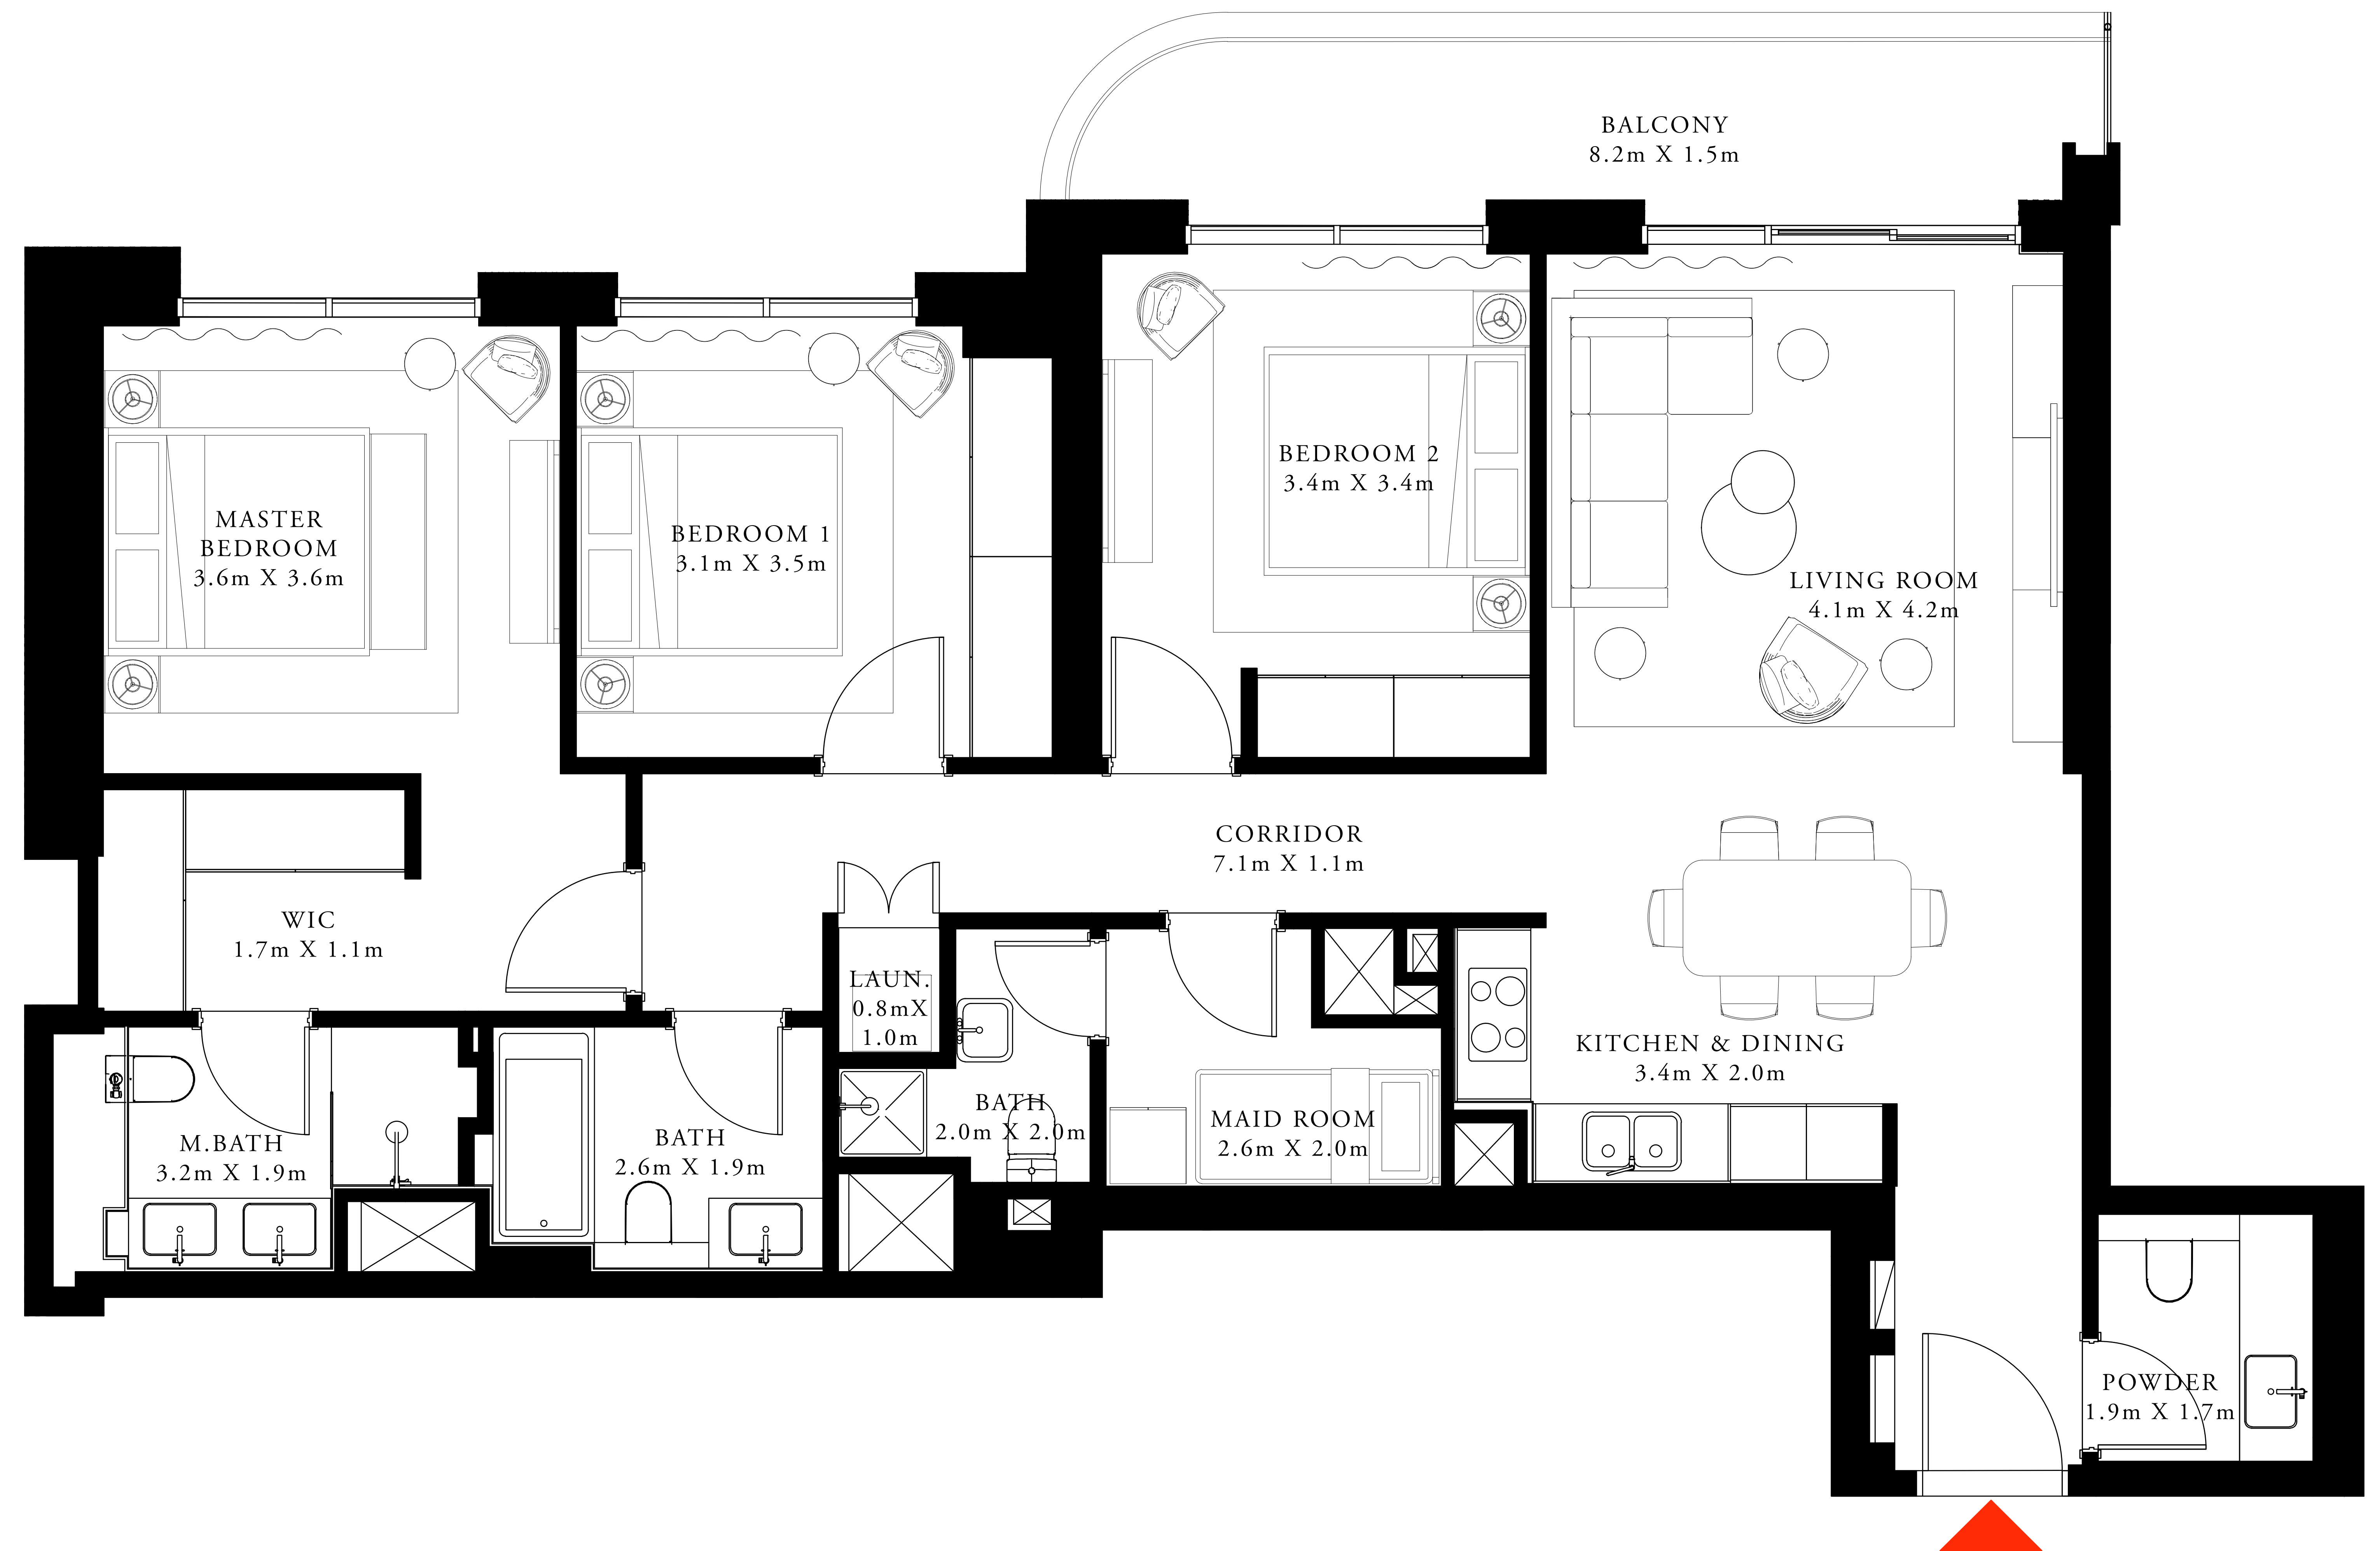 BALCONY
8.2m X 1.5m
MASTER
BEDROOM
3.6m X 3.6m
BEDROOM 1
3.1m X 3.5m
BEDROOM 2
3.4m X 3.4m
LIVING ROOM
4.1m X 4.2m
CORRIDOR
7.1m X 1.1m
WIC
1.7m X 1.1m
LAUN.
0.8mX
1.0m
KITCHEN & DINING
3.4m X 2.0m
M.BATH
3.2m X 1.9m
BATH
2.6m X 1.9m
BATH
2.0m X 2.0m
MAID ROOM
2.6m X 2.0m
POWDER
1.9m X 1.7m